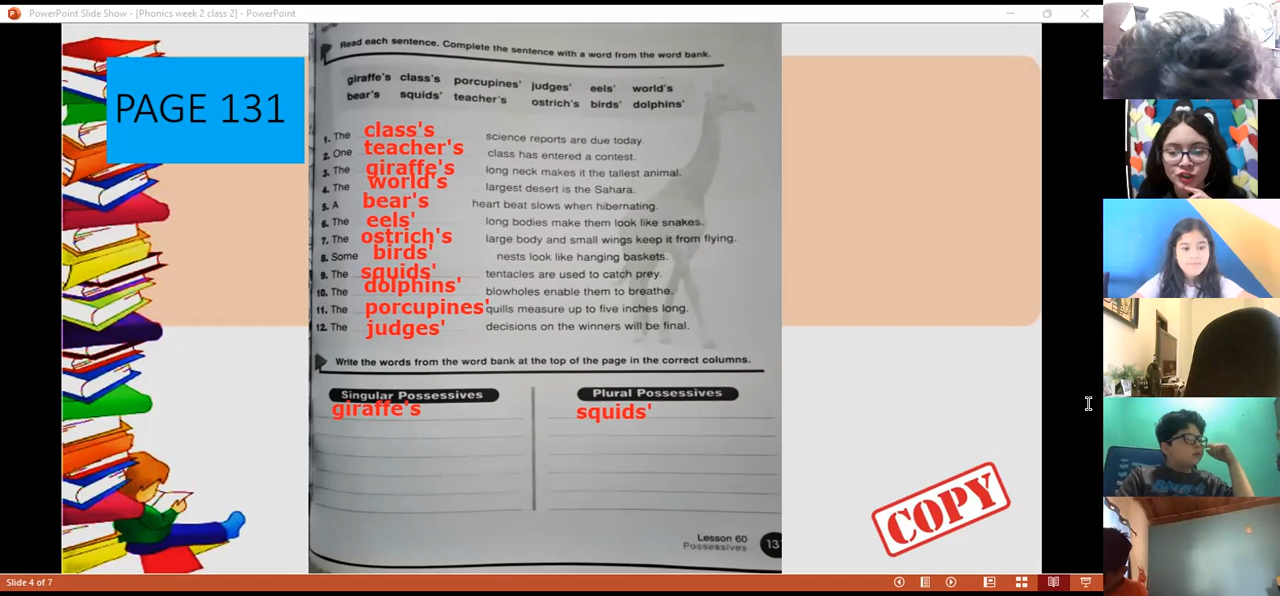 PowerPoint Slide Show - [Phonics week 2 class 2] - PowerPoint
PAGE 131
Read each sentence. Complete the sentence with a word from the word bank.
giraffe's class's porcupines' judges' eels' world's
bear's squids' teacher's ostrich's birds' dolphins'
1. The class's science reports are due today.
2. One teacher's class has entered a contest.
3. The giraffe's long neck makes it the tallest animal.
4. The world's largest desert is the Sahara.
5. A bear's heart beat slows when hibernating.
6. The eels' long bodies make them look like snakes.
7. The ostrich's large body and small wings keep it from flying.
8. Some birds' nests look like hanging baskets.
9. The squids' tentacles are used to catch prey.
10. The dolphins' blowholes enable them to breathe.
11. The porcupines' quills measure up to five inches long.
12. The judges' decisions on the winners will be final.
Write the words from the word bank at the top of the page in the correct columns.
Singular Possessives Plural Possessives
giraffe's squids'
COPY
Lesson 60
Possessives
Slide 4 of 7